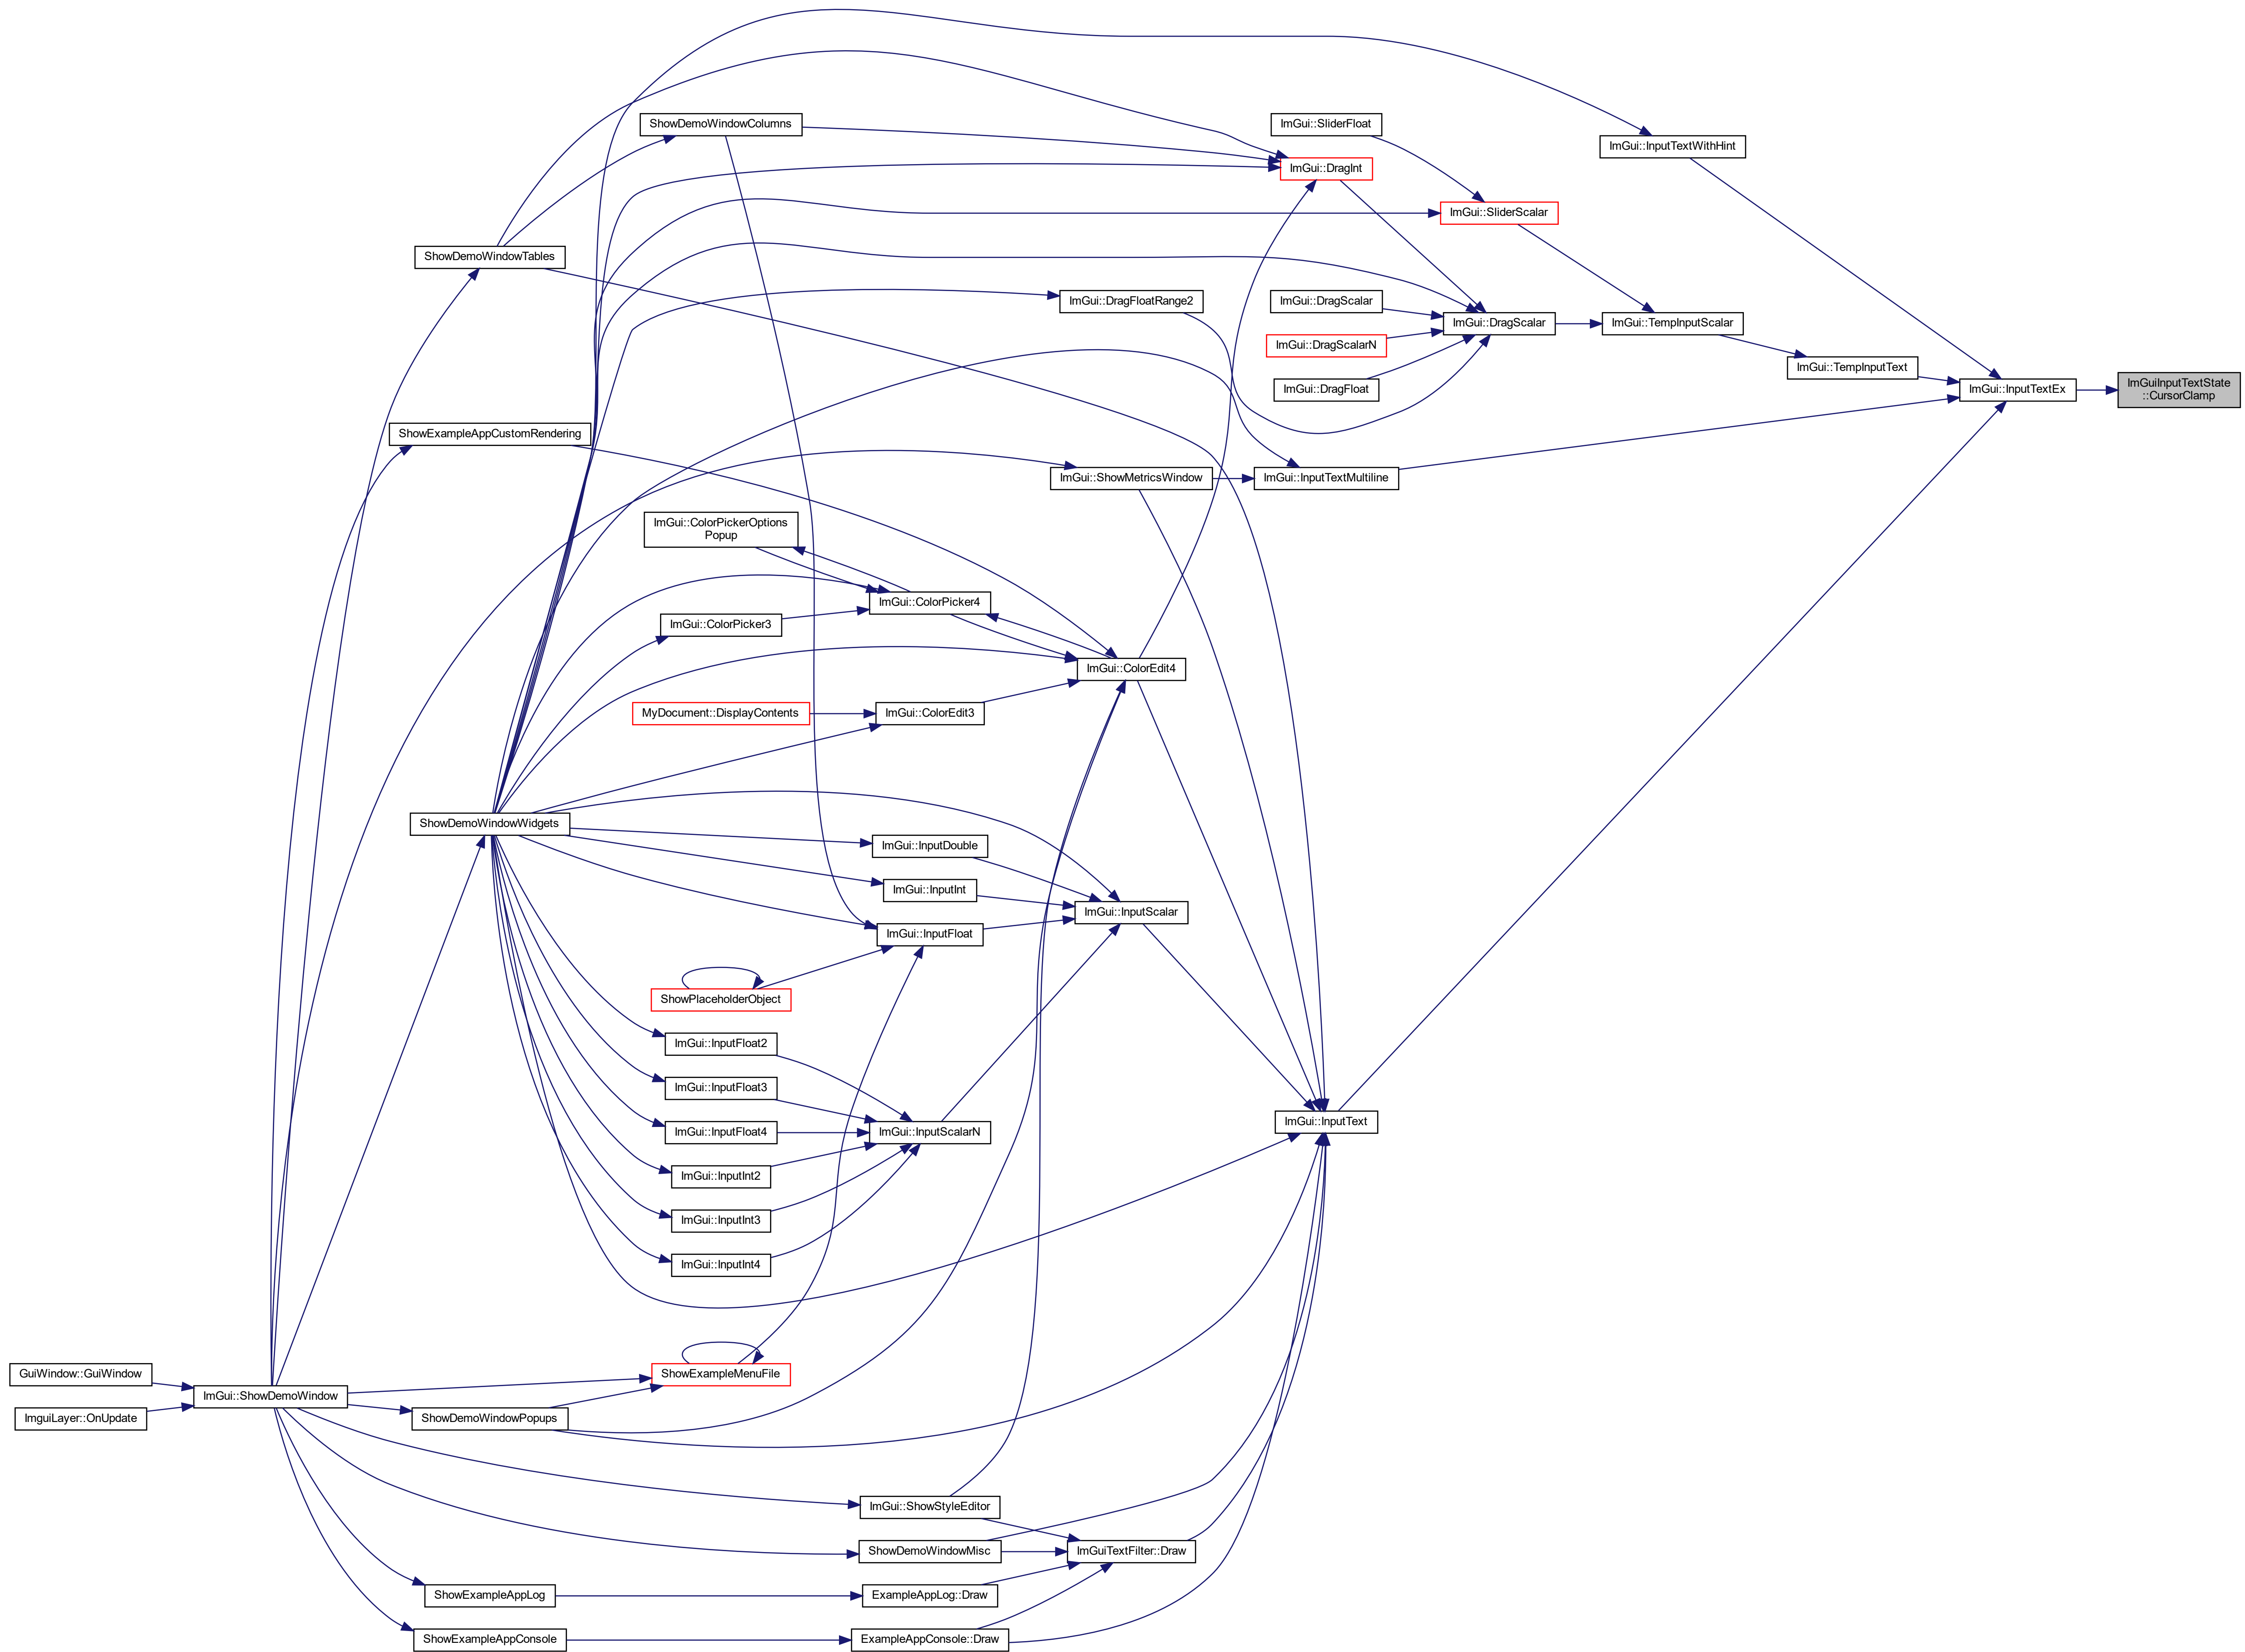 ShowDemoWindowColumns
ImGui::SliderFloat
ImGui::InputTextWithHint
ImGui::DragInt
ImGui::SliderScalar
ShowDemoWindowTables
ImGui::DragFloatRange2
ImGui::DragScalar
ImGui::DragScalar
ImGui::TempInputScalar
ImGui::DragScalarN
ImGui::TempInputText
ImGui::DragFloat
ImGui::InputTextEx
ImGuiInputTextState
::CursorClamp
ShowExampleAppCustomRendering
ImGui::ShowMetricsWindow
ImGui::InputTextMultiline
ImGui::ColorPickerOptions
Popup
ImGui::ColorPicker4
ImGui::ColorPicker3
ImGui::ColorEdit4
MyDocument::DisplayContents
ImGui::ColorEdit3
ShowDemoWindowWidgets
ImGui::InputDouble
ImGui::InputInt
ImGui::InputScalar
ImGui::InputFloat
ShowPlaceholderObject
ImGui::InputFloat2
ImGui::InputFloat3
ImGui::InputFloat4
ImGui::InputScalarN
ImGui::InputText
ImGui::InputInt2
ImGui::InputInt3
ImGui::InputInt4
GuiWindow::GuiWindow
ShowExampleMenuFile
ImGui::ShowDemoWindow
ImguiLayer::OnUpdate
ShowDemoWindowPopups
ImGui::ShowStyleEditor
ShowDemoWindowMisc
ImGuiTextFilter::Draw
ShowExampleAppLog
ExampleAppLog::Draw
ShowExampleAppConsole
ExampleAppConsole::Draw